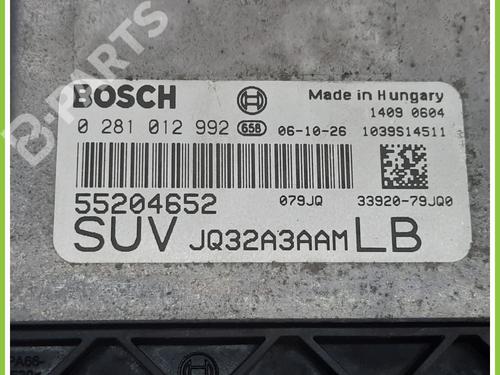 B-PARTS
BOSCH
Made in Hungary
1409 0604
0 281 012 992 658 06-10-26 1039S14511
55204652 079JQ 33920-79JQ0
SUV JQ32A3AAM LB